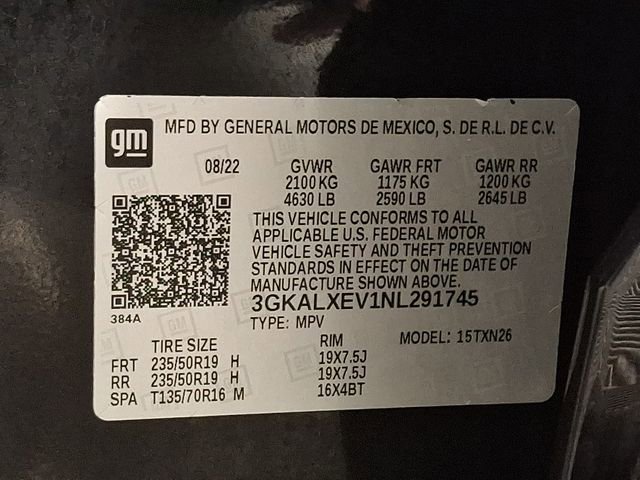 gm MFD BY GENERAL MOTORS DE MEXICO, S. DE R.L. DE C.V.
08/22 GVWR GAWR FRT GAWR RR
2100 KG 1175 KG 1200 KG
4630 LB 2590 LB 2645 LB
THIS VEHICLE CONFORMS TO ALL
APPLICABLE U.S. FEDERAL MOTOR
VEHICLE SAFETY AND THEFT PREVENTION
STANDARDS IN EFFECT ON THE DATE OF
MANUFACTURE SHOWN ABOVE.
384A 3GKALXEV1NL291745
TYPE: MPV MODEL: 15TXN26
TIRE SIZE RIM
FRT 235/50R19 H 19X7.5J
RR 235/50R19 H 19X7.5J
SPA T135/70R16 M 16X4BT